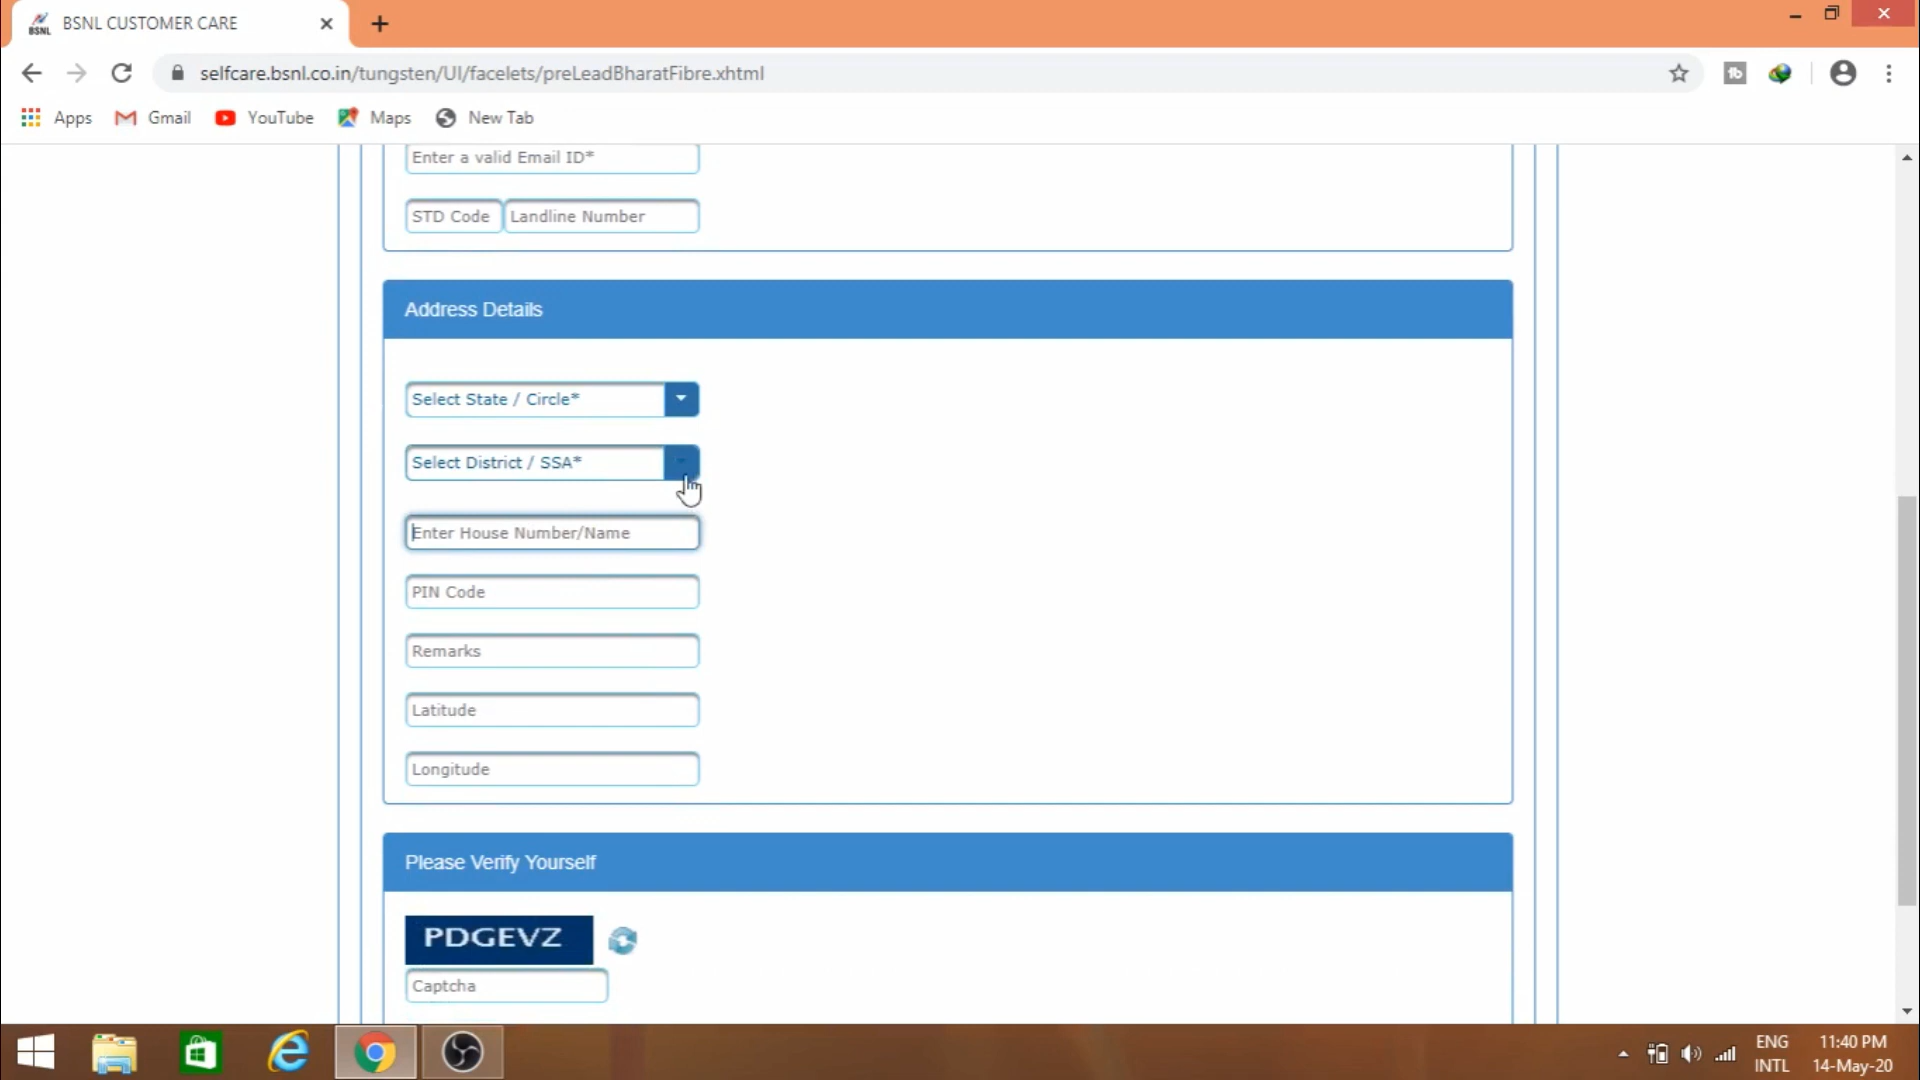 BSNL BSNL CUSTOMER CARE
selfcare.bsnl.co.in/tungsten/UI/facelets/preLeadBharatFibre.xhtml
Apps Gmail YouTube Maps New Tab
Enter a valid Email ID*
STD Code Landline Number
Address Details
Select State / Circle*
Select District / SSA*
Enter House Number/Name
PIN Code
Remarks
Latitude
Longitude
Please Verify Yourself
PDGEVZ
Captcha
ENG 11:40 PM
INTL 14-May-20